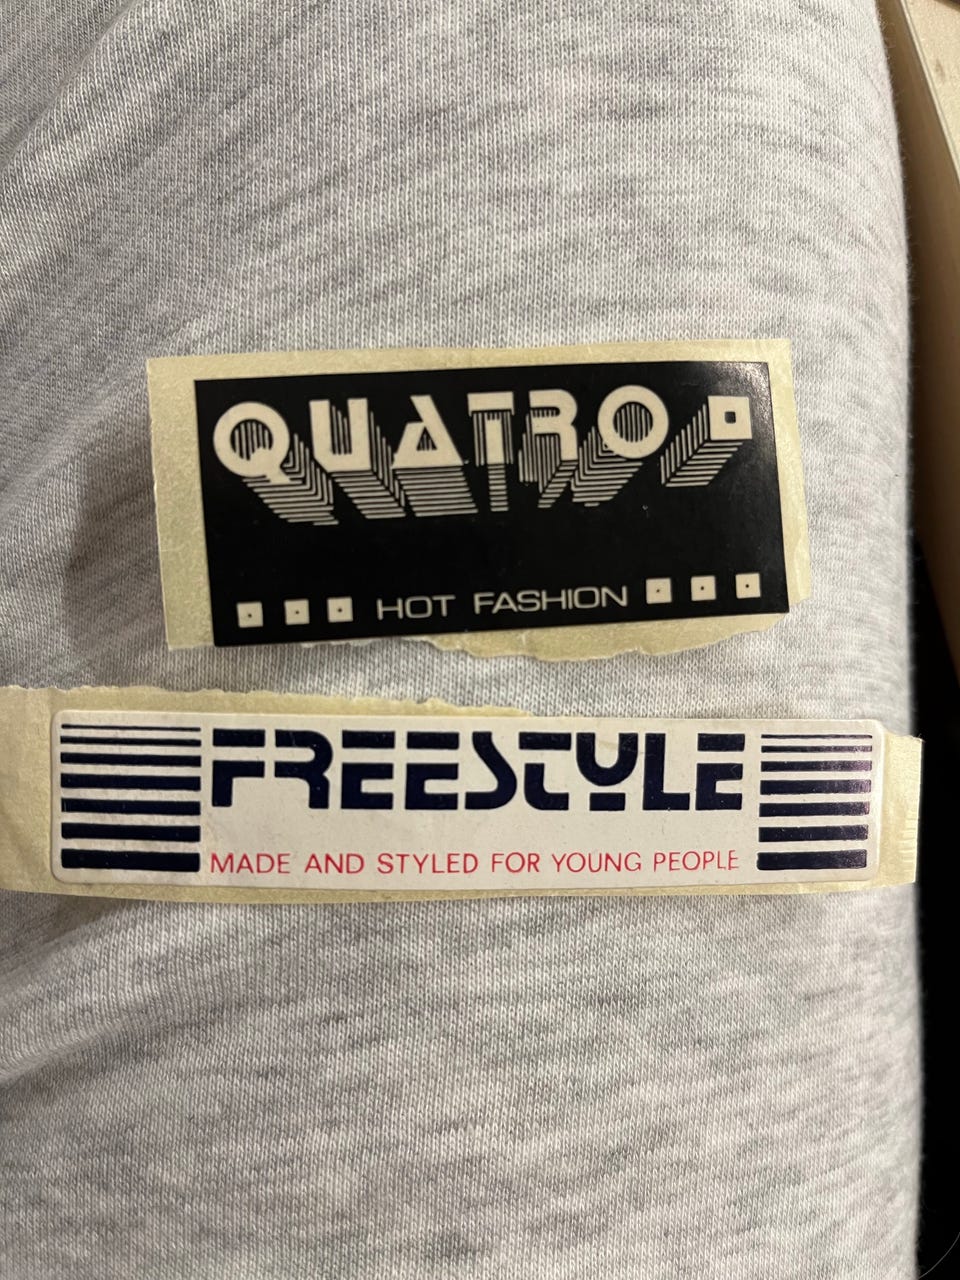 QUATRO
HOT FASHION
FREESTYLE
MADE AND STYLED FOR YOUNG PEOPLE